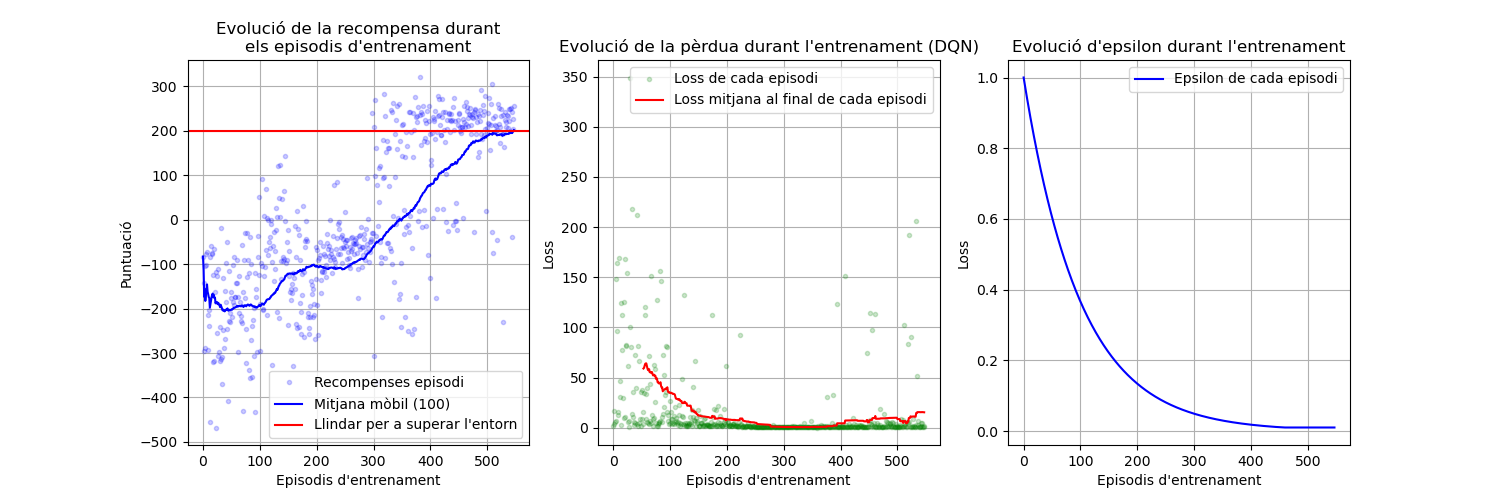 Evolució de la recompensa durant
els episodis d'entrenament
Puntuació
300
200
100
0
−100
−200
−300
−400
−500
Recompenses episodi
Mitjana mòbil (100)
Llindar per a superar l'entorn
0 100 200 300 400 500
Episodis d'entrenament
Evolució de la pèrdua durant l'entrenament (DQN)
Loss
350
300
250
200
150
100
50
0
Loss de cada episodi
Loss mitjana al final de cada episodi
0 100 200 300 400 500
Episodis d'entrenament
Evolució d'epsilon durant l'entrenament
Loss
1.0
0.8
0.6
0.4
0.2
0.0
Epsilon de cada episodi
0 100 200 300 400 500
Episodis d'entrenament